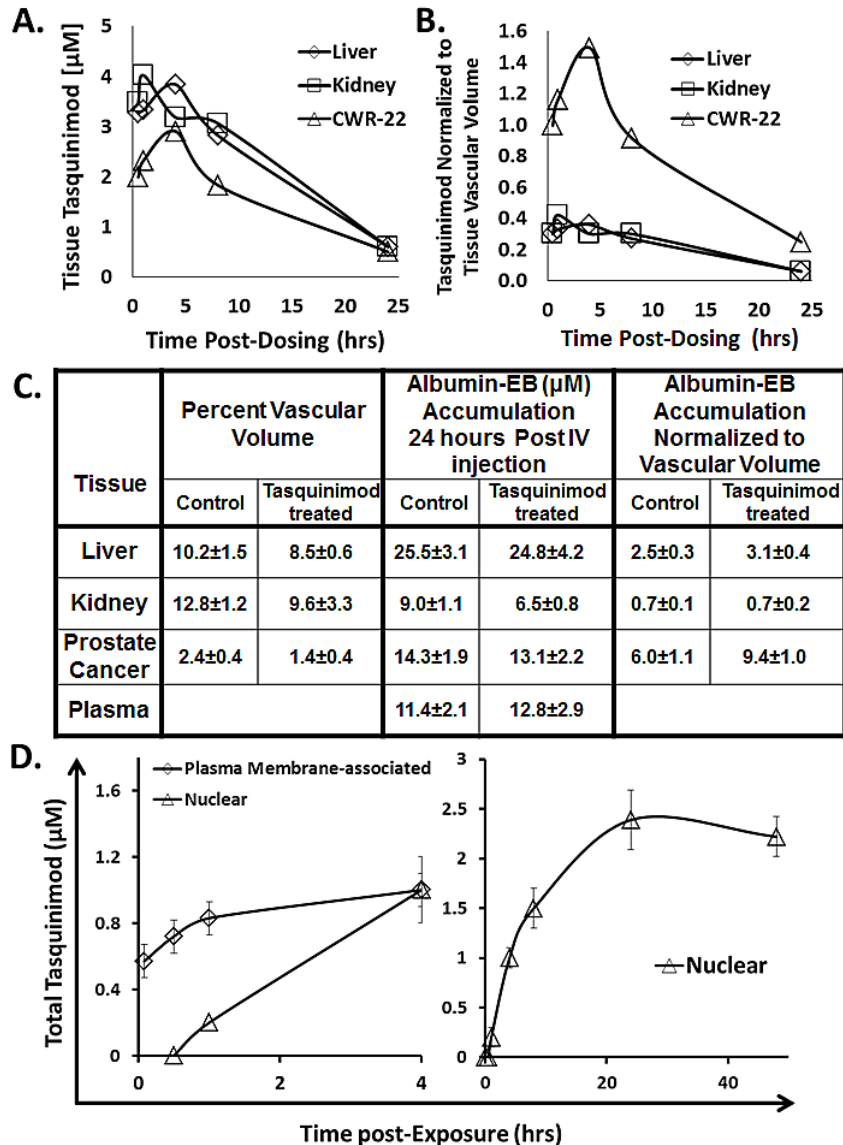 A.
Tissue Tasquinimod [µM]
5
4
3
2
1
0
0 5 10 15 20 25
Time Post-Dosing (hrs)
Liver
Kidney
CWR-22
B.
Tasquinimod Normalized to
Tissue Vascular Volume
1.6
1.4
1.2
1.0
0.8
0.6
0.4
0.2
0.0
0 5 10 15 20 25
Time Post-Dosing (hrs)
Liver
Kidney
CWR-22
C.
Tissue
Percent Vascular
Volume
Albumin-EB (µM)
Accumulation
24 hours Post IV
injection
Albumin-EB
Accumulation
Normalized to
Vascular Volume
Control Tasquinimod treated Control Tasquinimod treated Control Tasquinimod treated
Liver 10.2±1.5 8.5±0.6 25.5±3.1 24.8±4.2 2.5±0.3 3.1±0.4
Kidney 12.8±1.2 9.6±3.3 9.0±1.1 6.5±0.8 0.7±0.1 0.7±0.2
Prostate Cancer 2.4±0.4 1.4±0.4 14.3±1.9 13.1±2.2 6.0±1.1 9.4±1.0
Plasma 11.4±2.1 12.8±2.9
D.
Total Tasquinimod (µM)
Plasma Membrane-associated
Nuclear
1.6
1.2
0.8
0.4
0
0 2 4
3
2.5
2
1.5
1
0.5
0
0 20 40
Nuclear
Time post-Exposure (hrs)